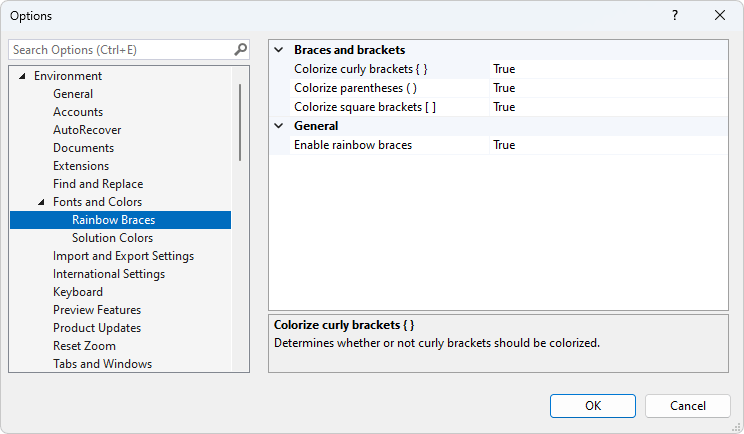 Options
?
Search Options (Ctrl+E)
Environment
General
Accounts
AutoRecover
Documents
Extensions
Find and Replace
Fonts and Colors
Rainbow Braces
Solution Colors
Import and Export Settings
International Settings
Keyboard
Preview Features
Product Updates
Reset Zoom
Tabs and Windows
Braces and brackets
Colorize curly brackets { } True
Colorize parentheses ( ) True
Colorize square brackets [ ] True
General
Enable rainbow braces True
Colorize curly brackets { }
Determines whether or not curly brackets should be colorized.
OK Cancel